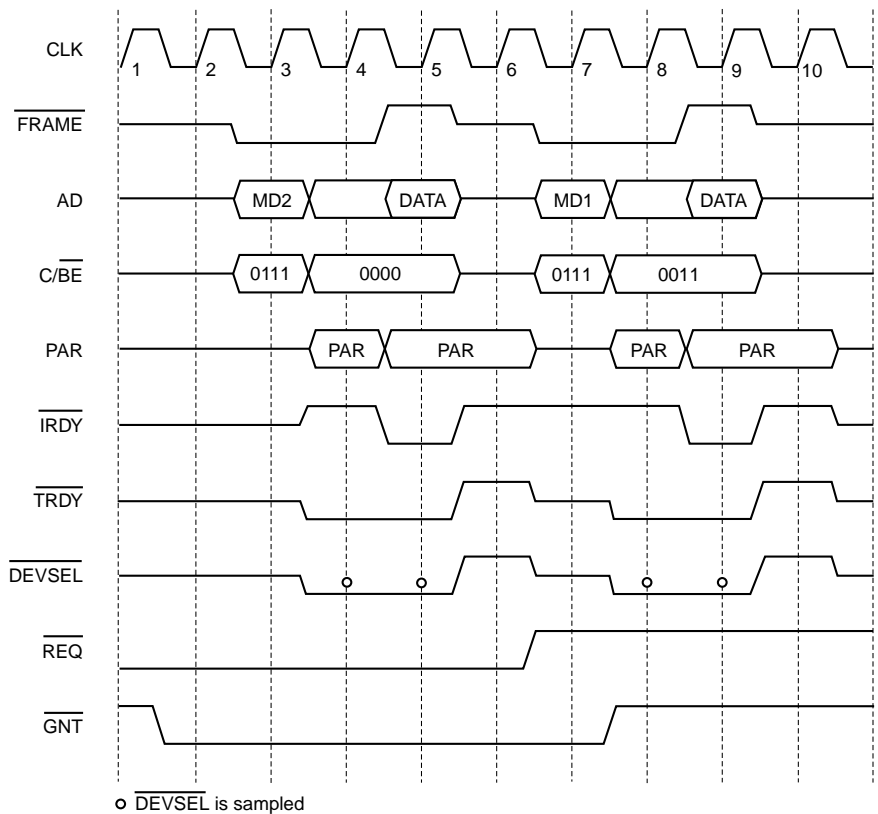 CLK
1 2 3 4 5 6 7 8 9 10
FRAME
AD
MD2 DATA MD1 DATA
C/BE
0111 0000 0111 0011
PAR
PAR PAR PAR PAR
IRDY
TRDY
DEVSEL
REQ
GNT
DEVSEL is sampled